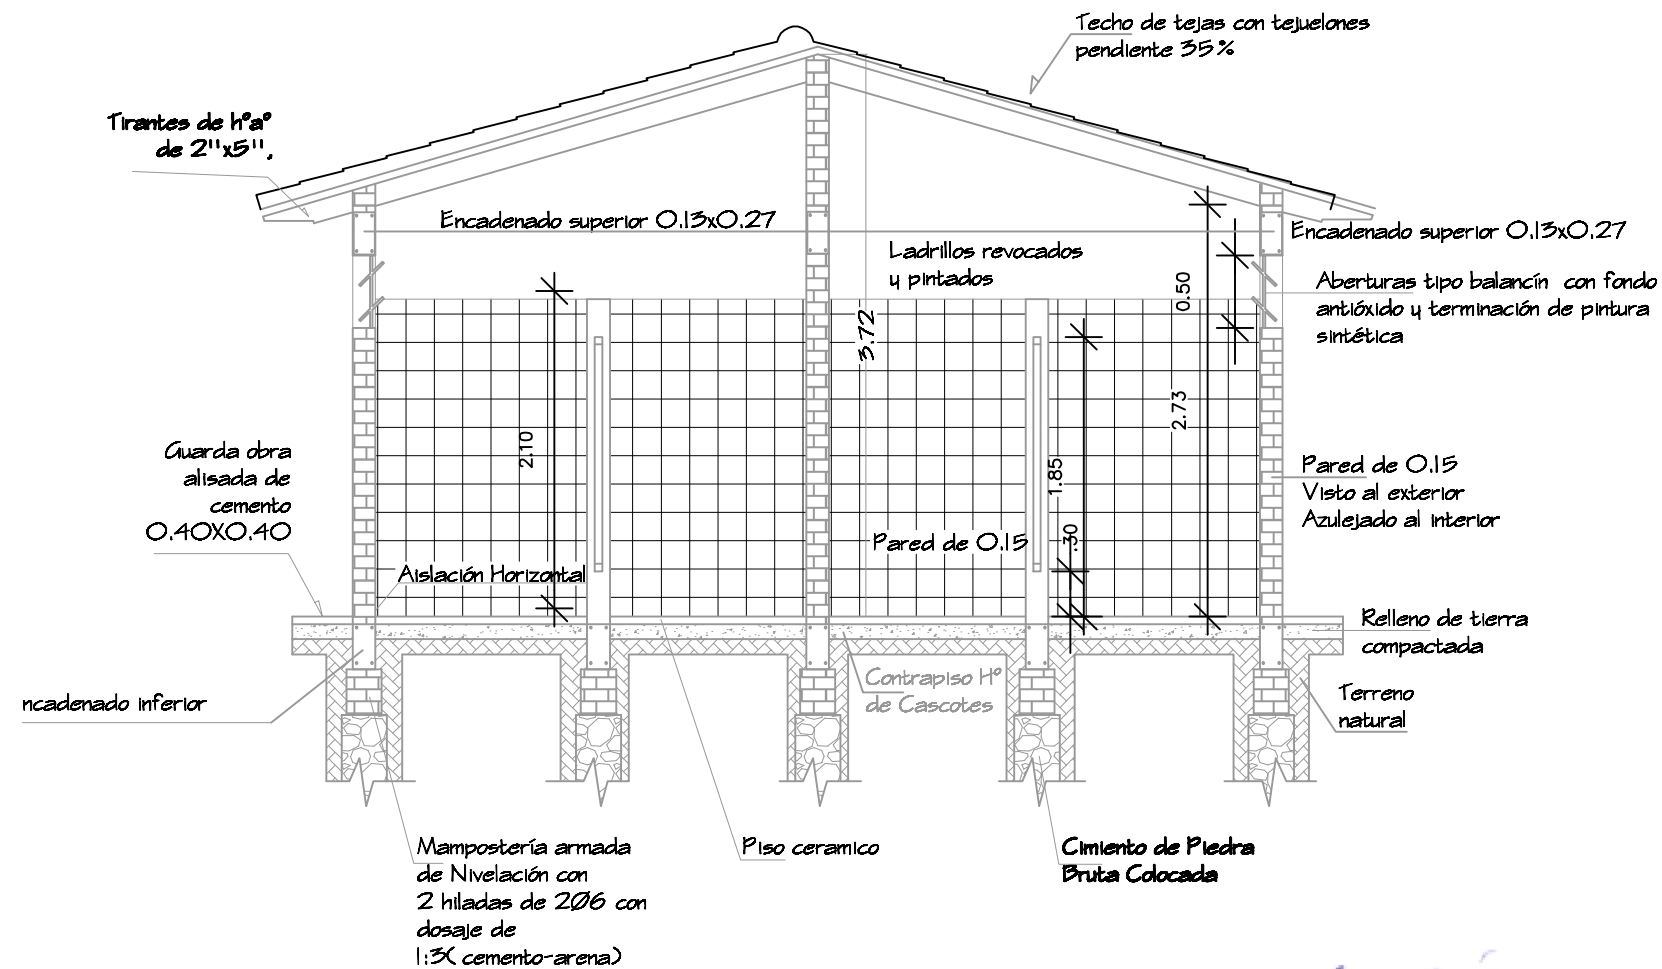 Techo de tejas con tejuelones
pendiente 35%
Tirantes de hºaº
de 2''x5''.
Encadenado superior 0.13x0.27
Encadenado superior 0.13x0.27
Ladrillos revocados
y pintados
Aberturas tipo balancín con fondo
antióxido y terminación de pintura
sintética
0.50
3.72
2.73
2.10
1.85
.30
Guarda obra
alisada de
cemento
0.40X0.40
Pared de 0.15
Visto al exterior
Azulejado al interior
Pared de 0.15
Aislación Horizontal
Relleno de tierra
compactada
Contrapiso Hº
de Cascotes
Terreno
natural
ncadenado inferior
Mampostería armada
de Nivelación con
2 hiladas de 2Ø6 con
dosaje de
1:3( cemento-arena)
Piso ceramico
Cimiento de Piedra
Bruta Colocada